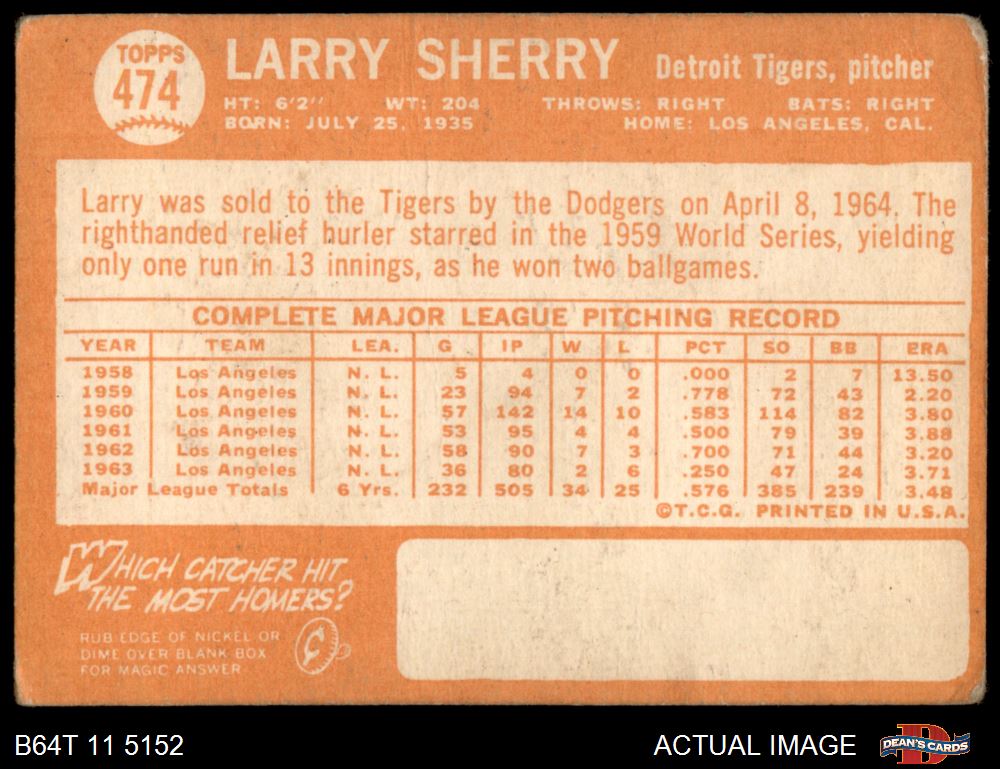 TOPPS
474
LARRY SHERRY Detroit Tigers, pitcher
HT: 6'2" WT: 204 THROWS: RIGHT BATS: RIGHT
BORN: JULY 25, 1935 HOME: LOS ANGELES, CAL.
Larry was sold to the Tigers by the Dodgers on April 8, 1964. The
righthanded relief hurler starred in the 1959 World Series, yielding
only one run in 13 innings, as he won two ballgames.
COMPLETE MAJOR LEAGUE PITCHING RECORD
YEAR TEAM LEA. G IP W L PCT SO BB ERA
1958 Los Angeles N. L. 5 4 0 0 .000 2 7 13.50
1959 Los Angeles N. L. 23 94 7 2 .778 72 43 2.20
1960 Los Angeles N. L. 57 142 14 10 .583 114 82 3.80
1961 Los Angeles N. L. 53 95 4 4 .500 79 39 3.88
1962 Los Angeles N. L. 58 90 7 3 .700 71 44 3.20
1963 Los Angeles N. L. 36 80 2 6 .250 47 24 3.71
Major League Totals 6 Yrs. 232 505 34 25 .576 385 239 3.48
©T.C.G. PRINTED IN U.S.A.
WHICH CATCHER HIT
THE MOST HOMERS?
RUB EDGE OF NICKEL OR
DIME OVER BLANK BOX
FOR MAGIC ANSWER
B64T 11 5152 ACTUAL IMAGE DEAN'S CARDS